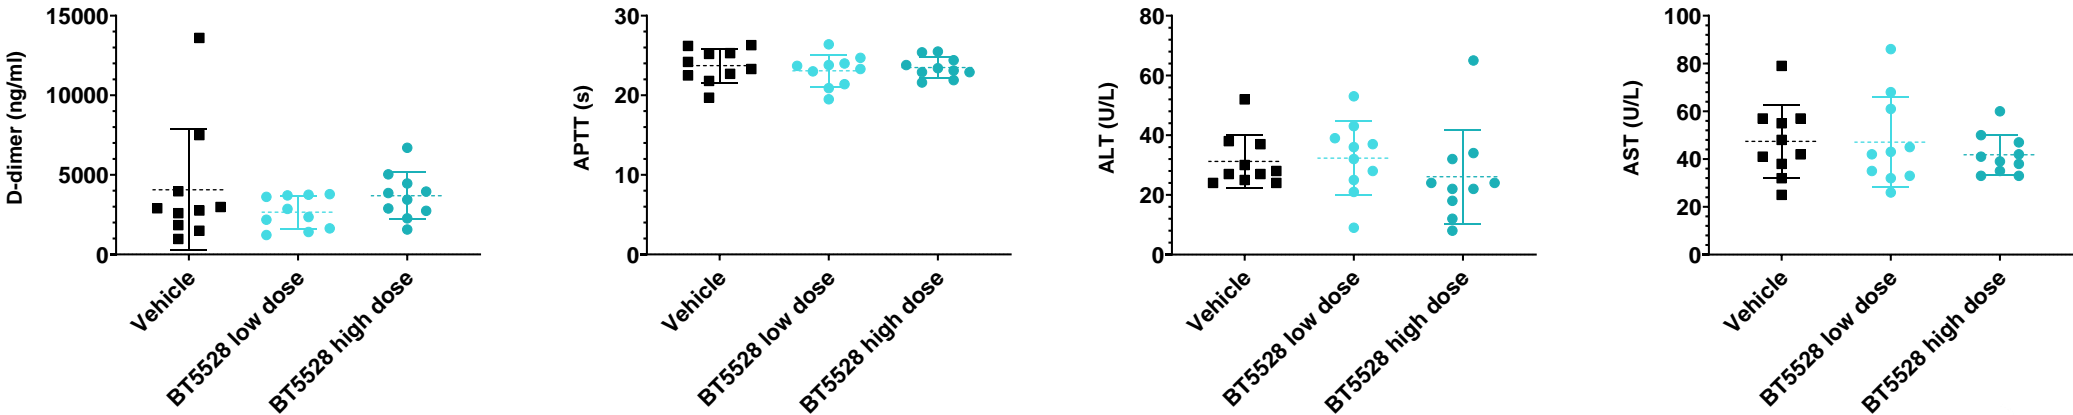 D-dimer (ng/ml)
15000
10000
5000
0
Vehicle
BT5528 low dose
BT5528 high dose
APTT (s)
30
20
10
0
Vehicle
BT5528 low dose
BT5528 high dose
ALT (U/L)
80
60
40
20
0
Vehicle
BT5528 low dose
BT5528 high dose
AST (U/L)
100
80
60
40
20
0
Vehicle
BT5528 low dose
BT5528 high dose